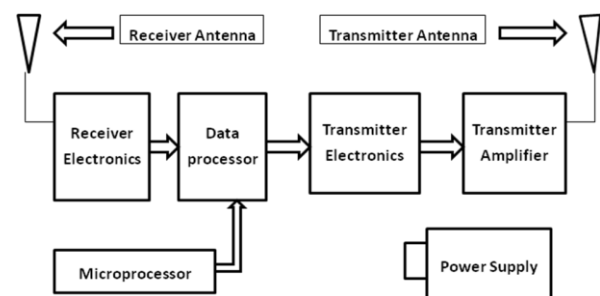 Receiver Antenna
Transmitter Antenna
Receiver
Electronics
Data
processor
Transmitter
Electronics
Transmitter
Amplifier
Microprocessor
Power Supply